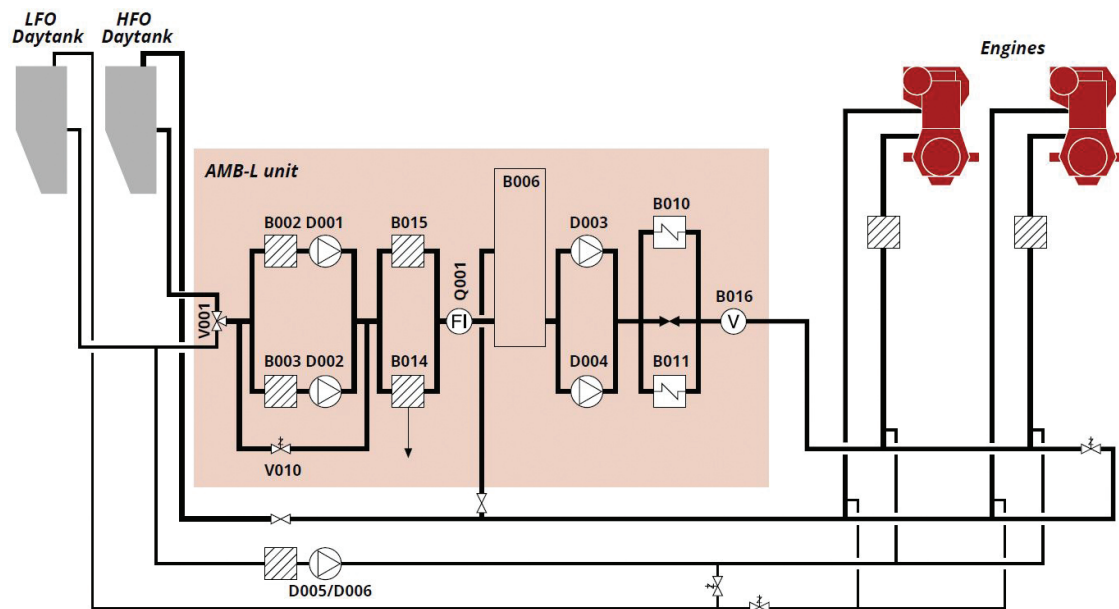 LFO
Daytank
HFO
Daytank
Engines
AMB-L unit
B006
B002 D001
B015
D003
B010
Q001
V001
FI
B016
V
B003 D002
B014
D004
B011
V010
D005/D006